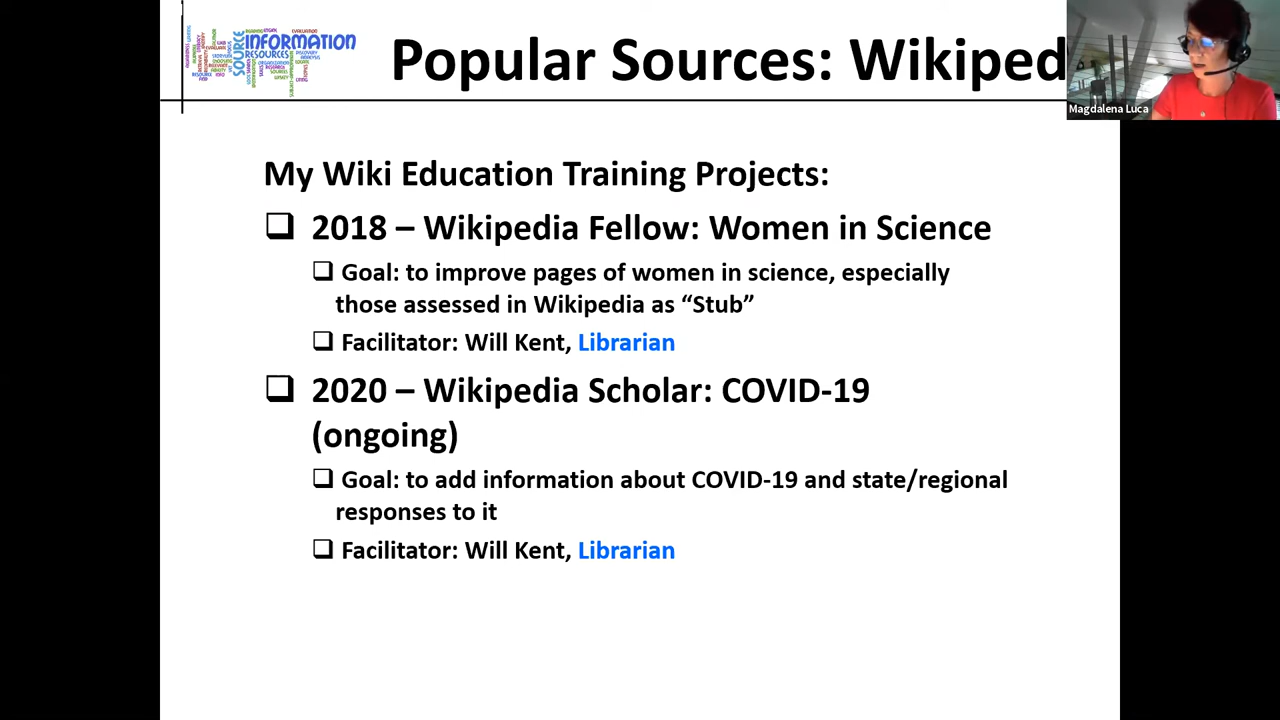 SOURCE
INFORMATION
RESOURCES
Popular Sources: Wikiped
Magdalena Luca
My Wiki Education Training Projects:
❑ 2018 – Wikipedia Fellow: Women in Science
❑ Goal: to improve pages of women in science, especially
those assessed in Wikipedia as “Stub”
❑ Facilitator: Will Kent, Librarian
❑ 2020 – Wikipedia Scholar: COVID-19
(ongoing)
❑ Goal: to add information about COVID-19 and state/regional
responses to it
❑ Facilitator: Will Kent, Librarian